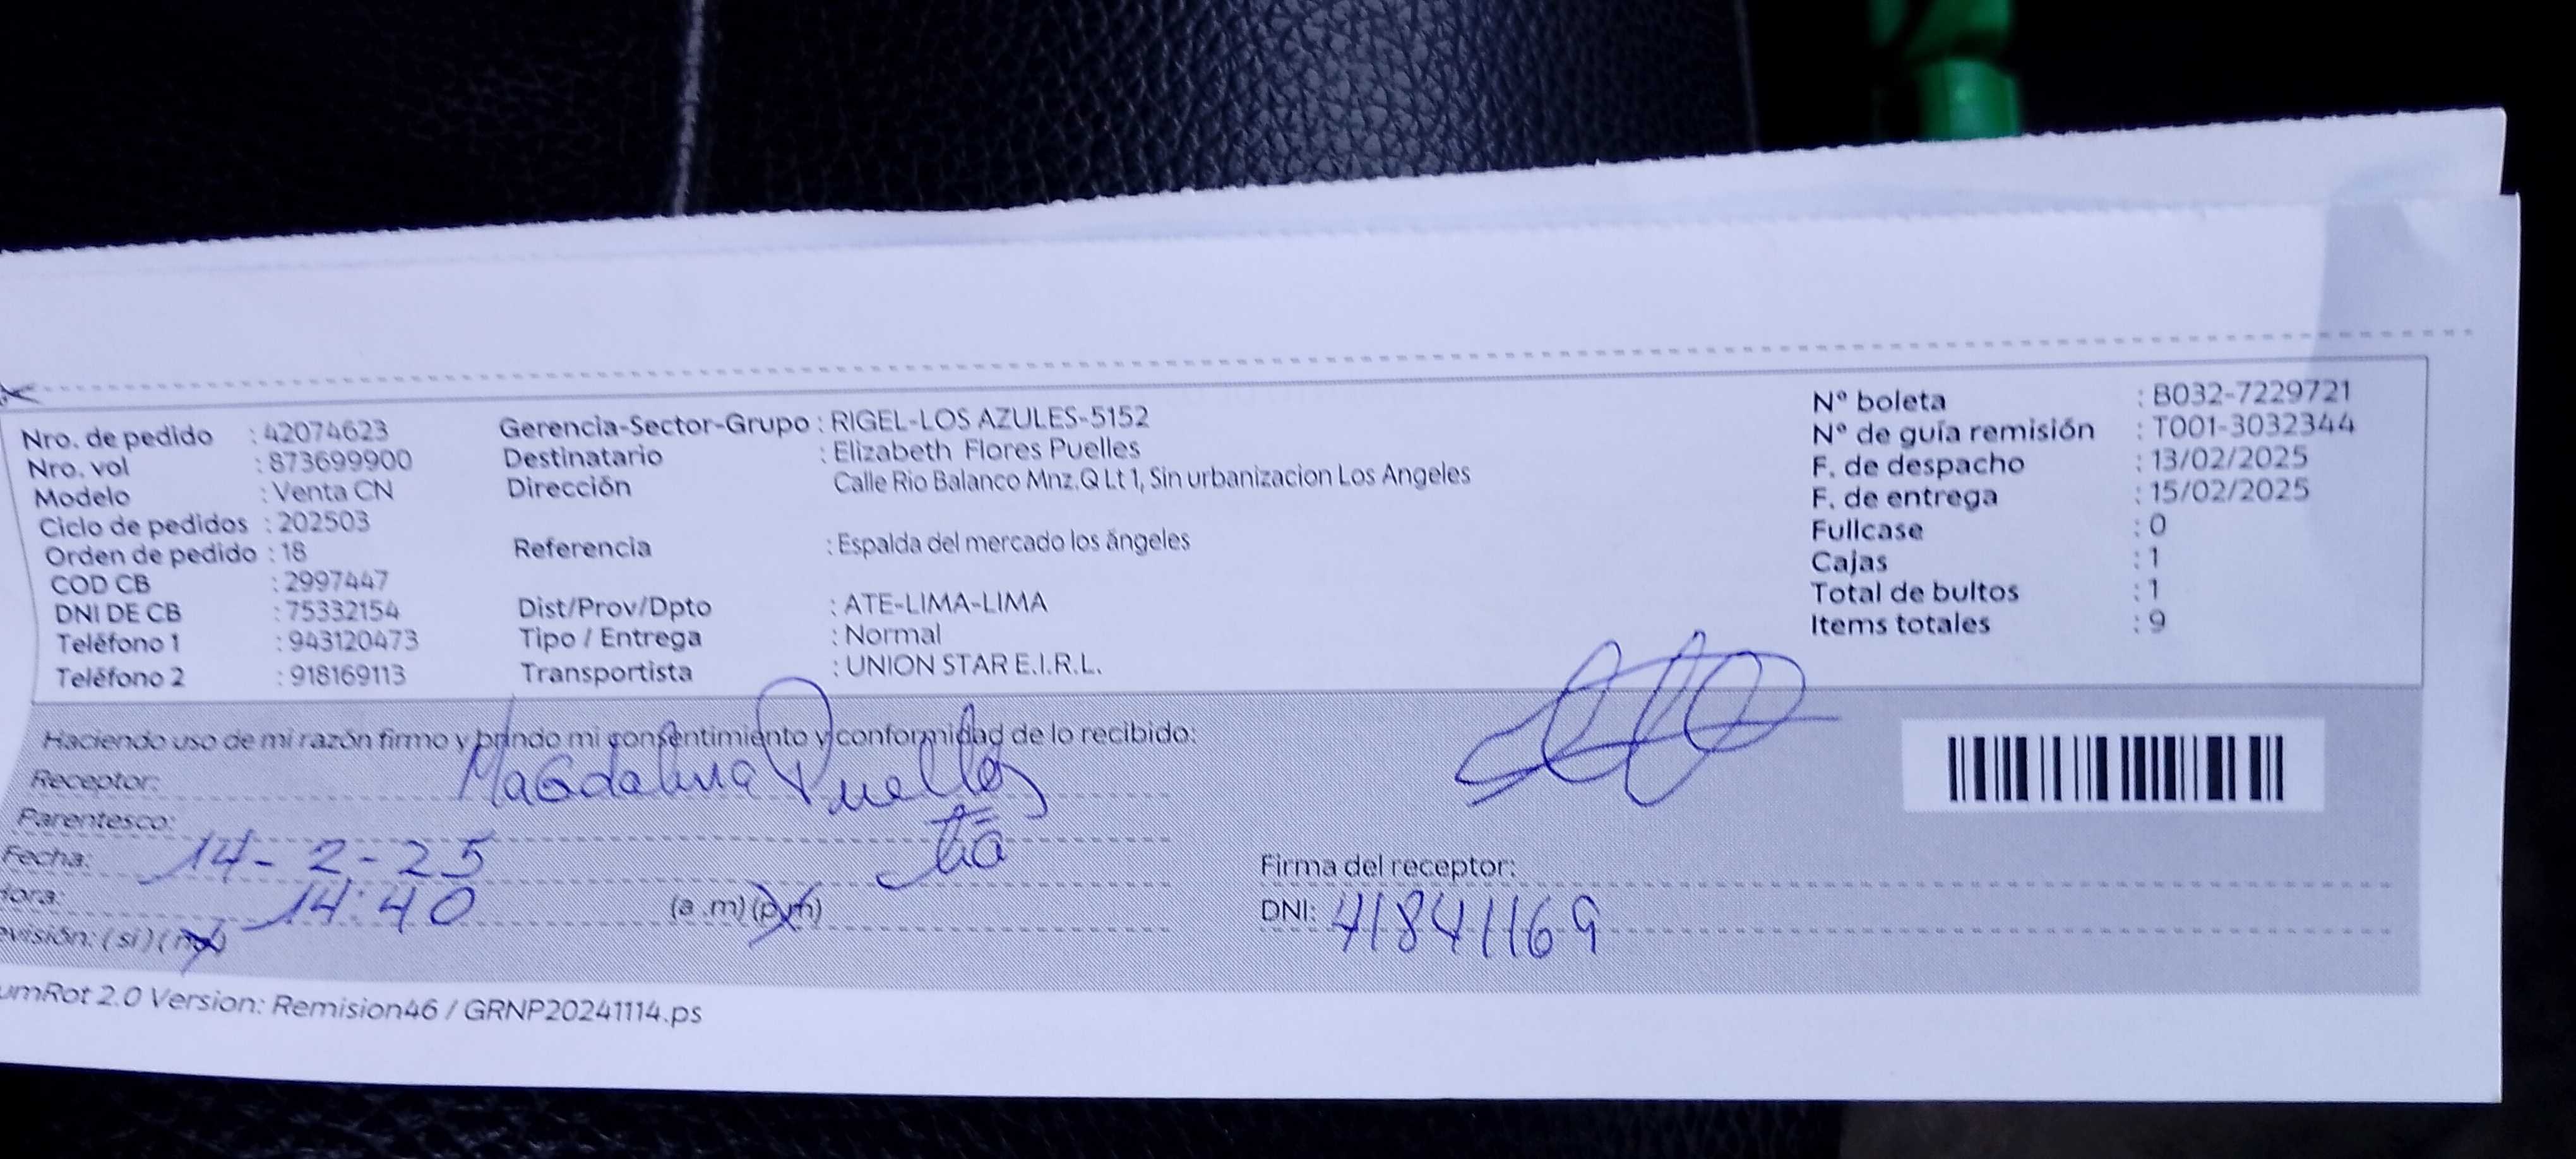 Nro. de pedido : 42074623
Nro. vol : 873699900
Modelo : Venta CN
Ciclo de pedidos : 202503
Orden de pedido : 18
COD CB : 2997447
DNI DE CB : 75332154
Teléfono 1 : 943120473
Teléfono 2 : 918169113
Gerencia-Sector-Grupo : RIGEL-LOS AZULES-5152
Destinatario : Elizabeth Flores Puelles
Dirección Calle Rio Balanco Mnz.Q Lt 1, Sin urbanizacion Los Angeles
Referencia : Espalda del mercado los ángeles
Dist/Prov/Dpto : ATE-LIMA-LIMA
Tipo / Entrega : Normal
Transportista : UNION STAR E.I.R.L.
N° boleta : B032-7229721
N° de guía remisión : T001-3032344
F. de despacho : 13/02/2025
F. de entrega : 15/02/2025
Fullcase : 0
Cajas : 1
Total de bultos : 1
Items totales : 9
Haciendo uso de mi razón firmo y brindo mi consentimiento y conformidad de lo recibido:
Receptor: Magdalena Puelles
Parentesco: tía
Fecha: 14-2-25
Hora: 14:40 (a.m) (p.m)
evisión: (si) (no)
Firma del receptor:
DNI: 41841169
umRot 2.0 Version: Remision46 / GRNP20241114.ps